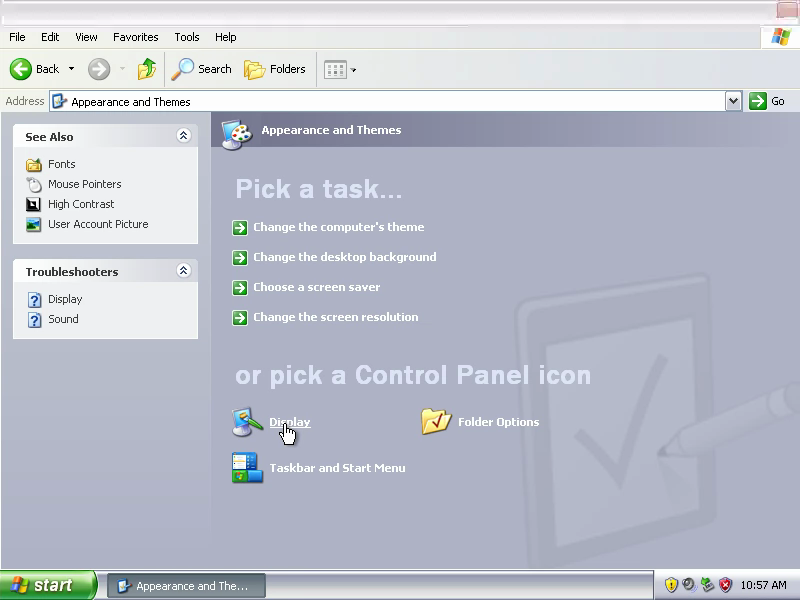 File Edit View Favorites Tools Help
Back Search Folders
Address Appearance and Themes Go
See Also
Fonts
Mouse Pointers
High Contrast
User Account Picture
Troubleshooters
Display
Sound
Appearance and Themes
Pick a task...
Change the computer's theme
Change the desktop background
Choose a screen saver
Change the screen resolution
or pick a Control Panel icon
Display Folder Options
Taskbar and Start Menu
start Appearance and The... 10:57 AM